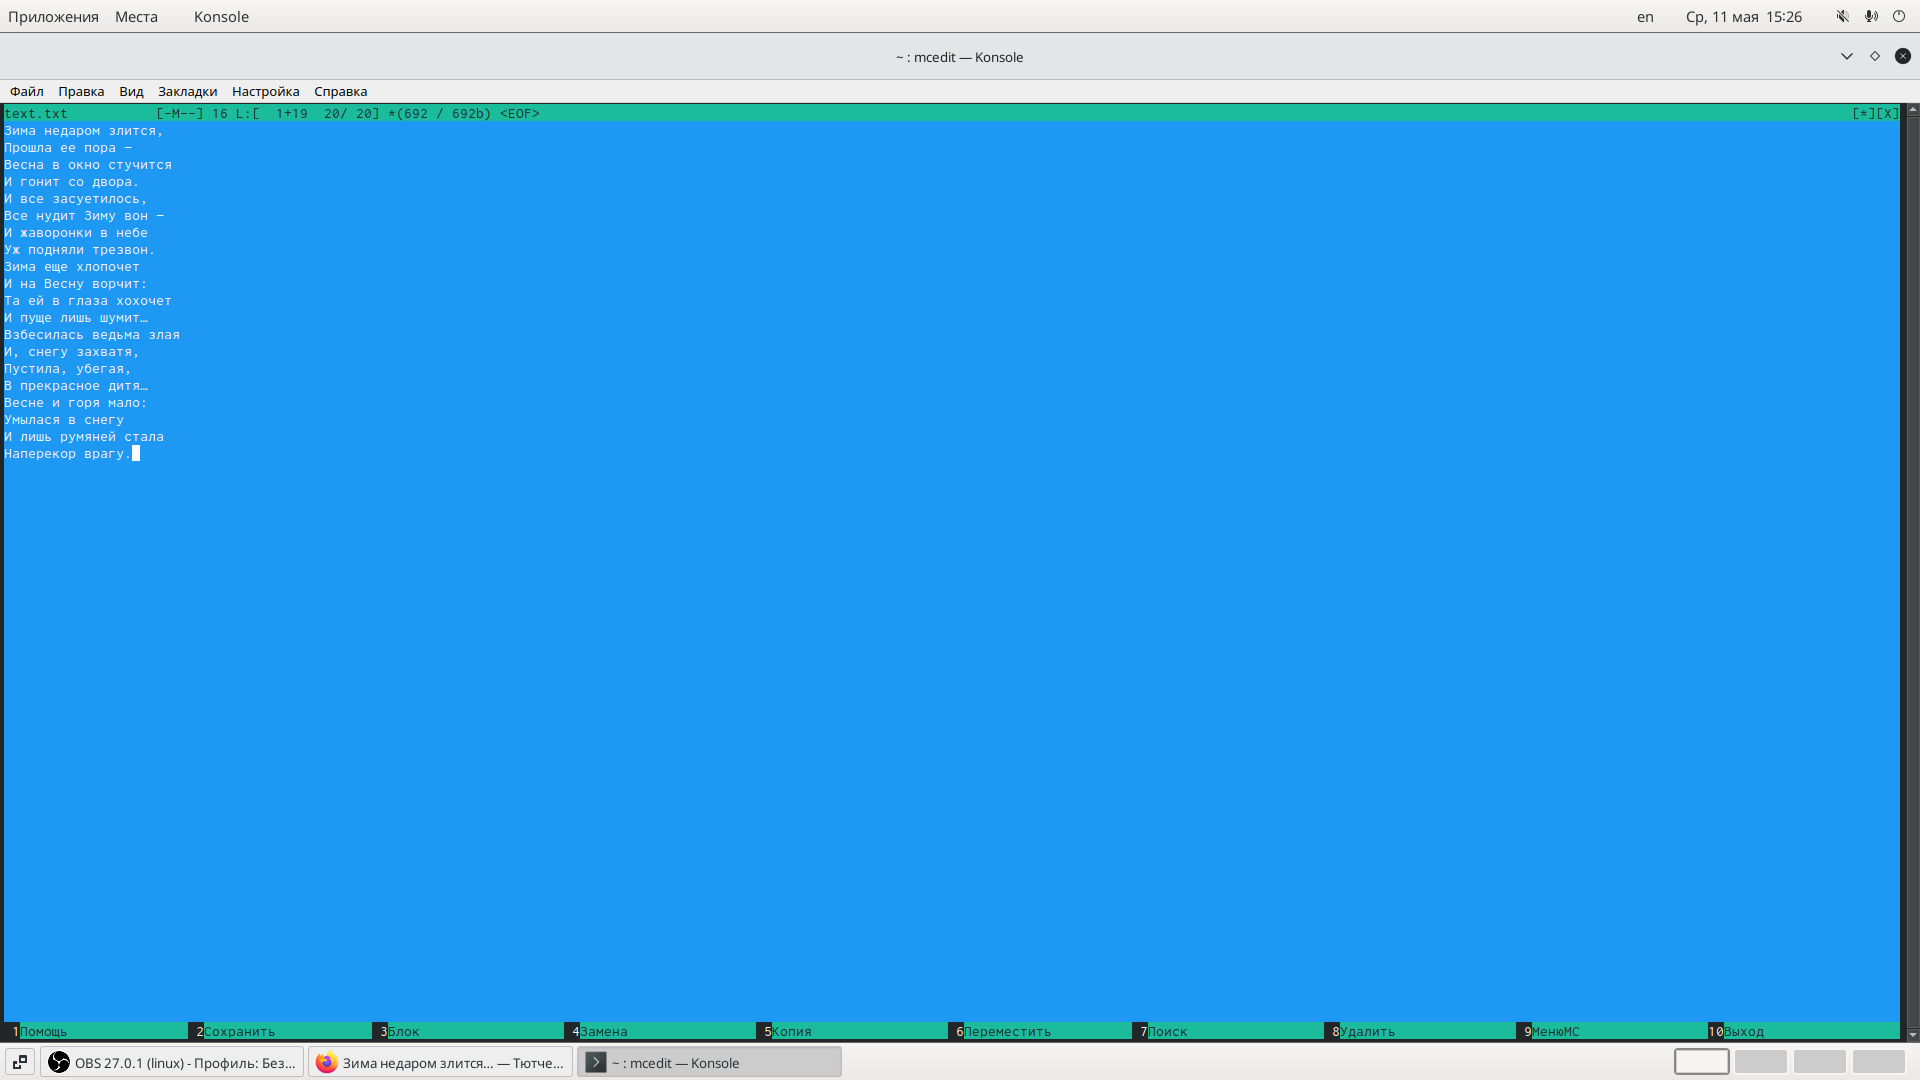 Приложения Места Konsole en Ср, 11 мая 15:26
~ : mcedit — Konsole
Файл Правка Вид Закладки Настройка Справка
text.txt [-M--] 16 L:[ 1+19 20/ 20] *(692 / 692b) <EOF> [*][X]
Зима недаром злится,
Прошла ее пора —
Весна в окно стучится
И гонит со двора.
И все засуетилось,
Все нудит Зиму вон —
И жаворонки в небе
Уж подняли трезвон.
Зима еще хлопочет
И на Весну ворчит:
Та ей в глаза хохочет
И пуще лишь шумит…
Взбесилась ведьма злая
И, снегу захватя,
Пустила, убегая,
В прекрасное дитя…
Весне и горя мало:
Умылася в снегу
И лишь румяней стала
Наперекор врагу.
1Помощь 2Сохранить 3Блок 4Замена 5Копия 6Переместить 7Поиск 8Удалить 9МенюMC 10Выход
OBS 27.0.1 (linux) - Профиль: Без... Зима недаром злится... — Тютче... ~ : mcedit — Konsole